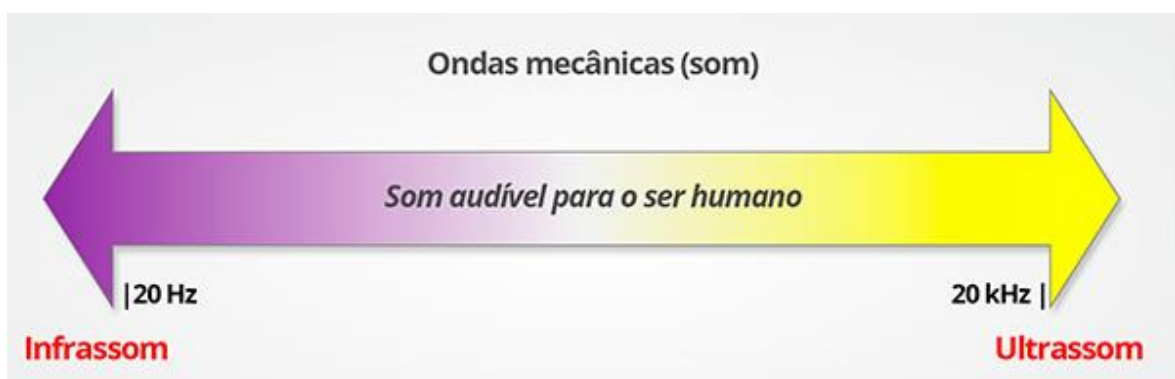 Ondas mecânicas (som)
Som audível para o ser humano
|20 Hz
20 kHz |
Infrassom
Ultrassom